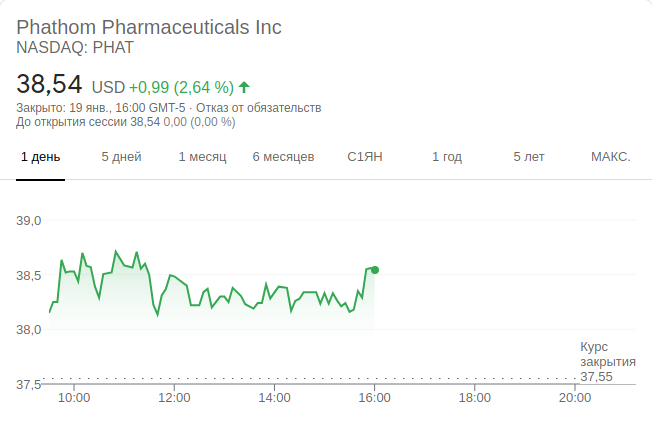 Phathom Pharmaceuticals Inc
NASDAQ: PHAT
38,54 USD +0,99 (2,64 %)
Закрыто: 19 янв., 16:00 GMT-5 · Отказ от обязательств
До открытия сессии 38,54 0,00 (0,00 %)
1 день 5 дней 1 месяц 6 месяцев С1ЯН 1 год 5 лет МАКС.
39,0
38,5
38,0
Курс
закрытия
37,55
37,5
10:00 12:00 14:00 16:00 18:00 20:00